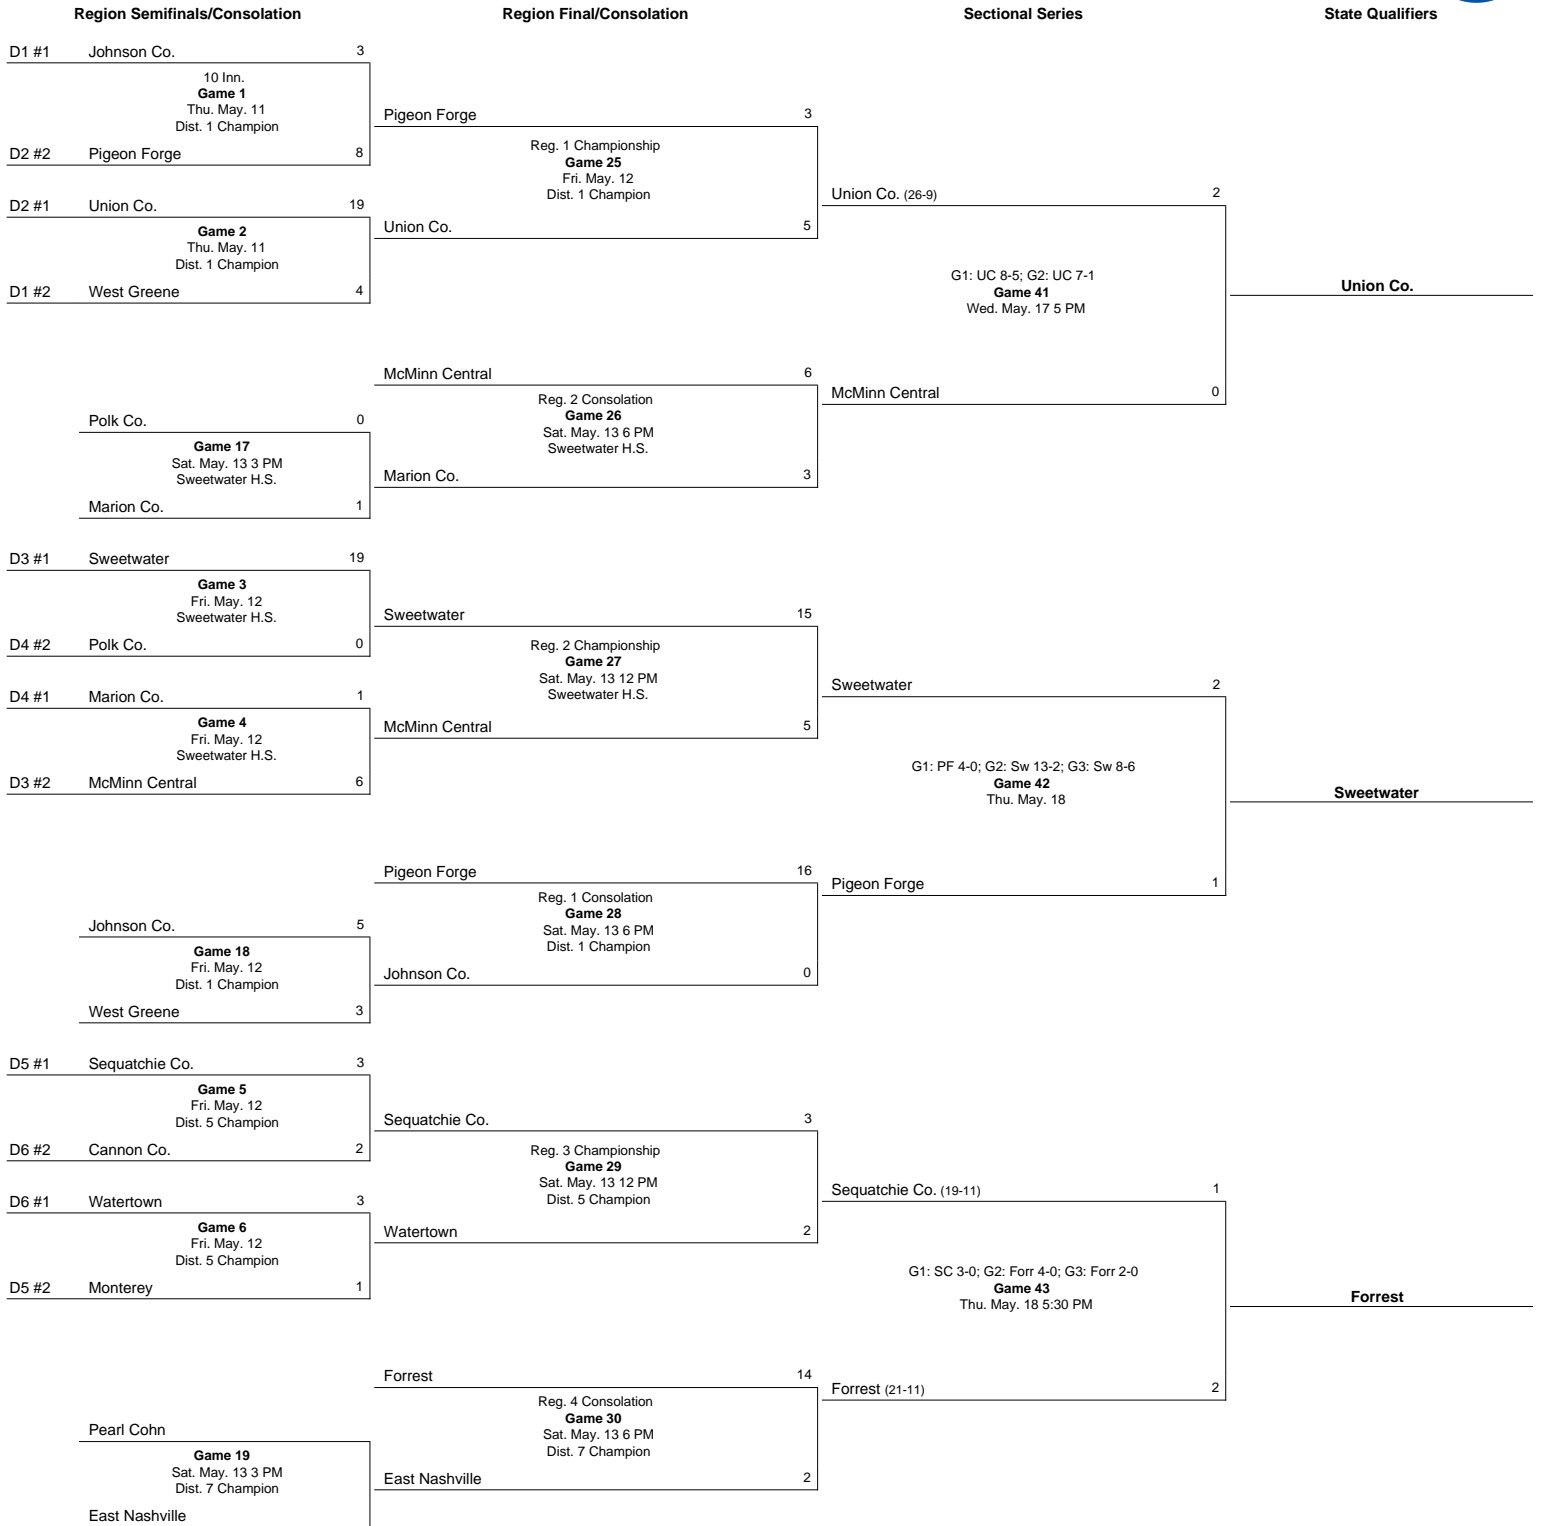 Region Semifinals/Consolation Region Final/Consolation Sectional Series State Qualifiers
D1 #1 Johnson Co. 3
10 Inn.
Game 1
Thu. May. 11
Dist. 1 Champion
D2 #2 Pigeon Forge 8
D2 #1 Union Co. 19
Game 2
Thu. May. 11
Dist. 1 Champion
D1 #2 West Greene 4
Polk Co. 0
Game 17
Sat. May. 13 3 PM
Sweetwater H.S.
Marion Co. 1
D3 #1 Sweetwater 19
Game 3
Fri. May. 12
Sweetwater H.S.
D4 #2 Polk Co. 0
D4 #1 Marion Co. 1
Game 4
Fri. May. 12
Sweetwater H.S.
D3 #2 McMinn Central 6
Johnson Co. 5
Game 18
Fri. May. 12
Dist. 1 Champion
West Greene 3
D5 #1 Sequatchie Co. 3
Game 5
Fri. May. 12
Dist. 5 Champion
D6 #2 Cannon Co. 2
D6 #1 Watertown 3
Game 6
Fri. May. 12
Dist. 5 Champion
D5 #2 Monterey 1
Pearl Cohn
Game 19
Sat. May. 13 3 PM
Dist. 7 Champion
East Nashville
Pigeon Forge 3
Reg. 1 Championship
Game 25
Fri. May. 12
Dist. 1 Champion
Union Co. 5
McMinn Central 6
Reg. 2 Consolation
Game 26
Sat. May. 13 6 PM
Sweetwater H.S.
Marion Co. 3
Sweetwater 15
Reg. 2 Championship
Game 27
Sat. May. 13 12 PM
Sweetwater H.S.
McMinn Central 5
Pigeon Forge 16
Reg. 1 Consolation
Game 28
Sat. May. 13 6 PM
Dist. 1 Champion
Johnson Co. 0
Sequatchie Co. 3
Reg. 3 Championship
Game 29
Sat. May. 13 12 PM
Dist. 5 Champion
Watertown 2
Forrest 14
Reg. 4 Consolation
Game 30
Sat. May. 13 6 PM
Dist. 7 Champion
East Nashville 2
Union Co. (26-9) 2
G1: UC 8-5; G2: UC 7-1
Game 41
Wed. May. 17 5 PM
McMinn Central 0
Sweetwater 2
G1: PF 4-0; G2: Sw 13-2; G3: Sw 8-6
Game 42
Thu. May. 18
Pigeon Forge 1
Sequatchie Co. (19-11) 1
G1: SC 3-0; G2: Forr 4-0; G3: Forr 2-0
Game 43
Thu. May. 18 5:30 PM
Forrest (21-11) 2
Union Co.
Sweetwater
Forrest